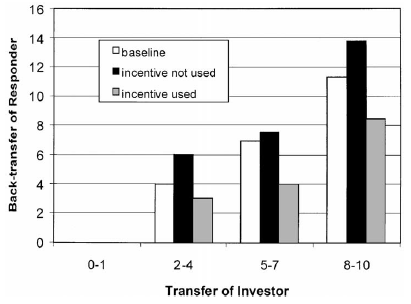 16
14
12
10
8
6
4
2
0
Back-transfer of Responder
baseline
incentive not used
incentive used
0-1 2-4 5-7 8-10
Transfer of Investor